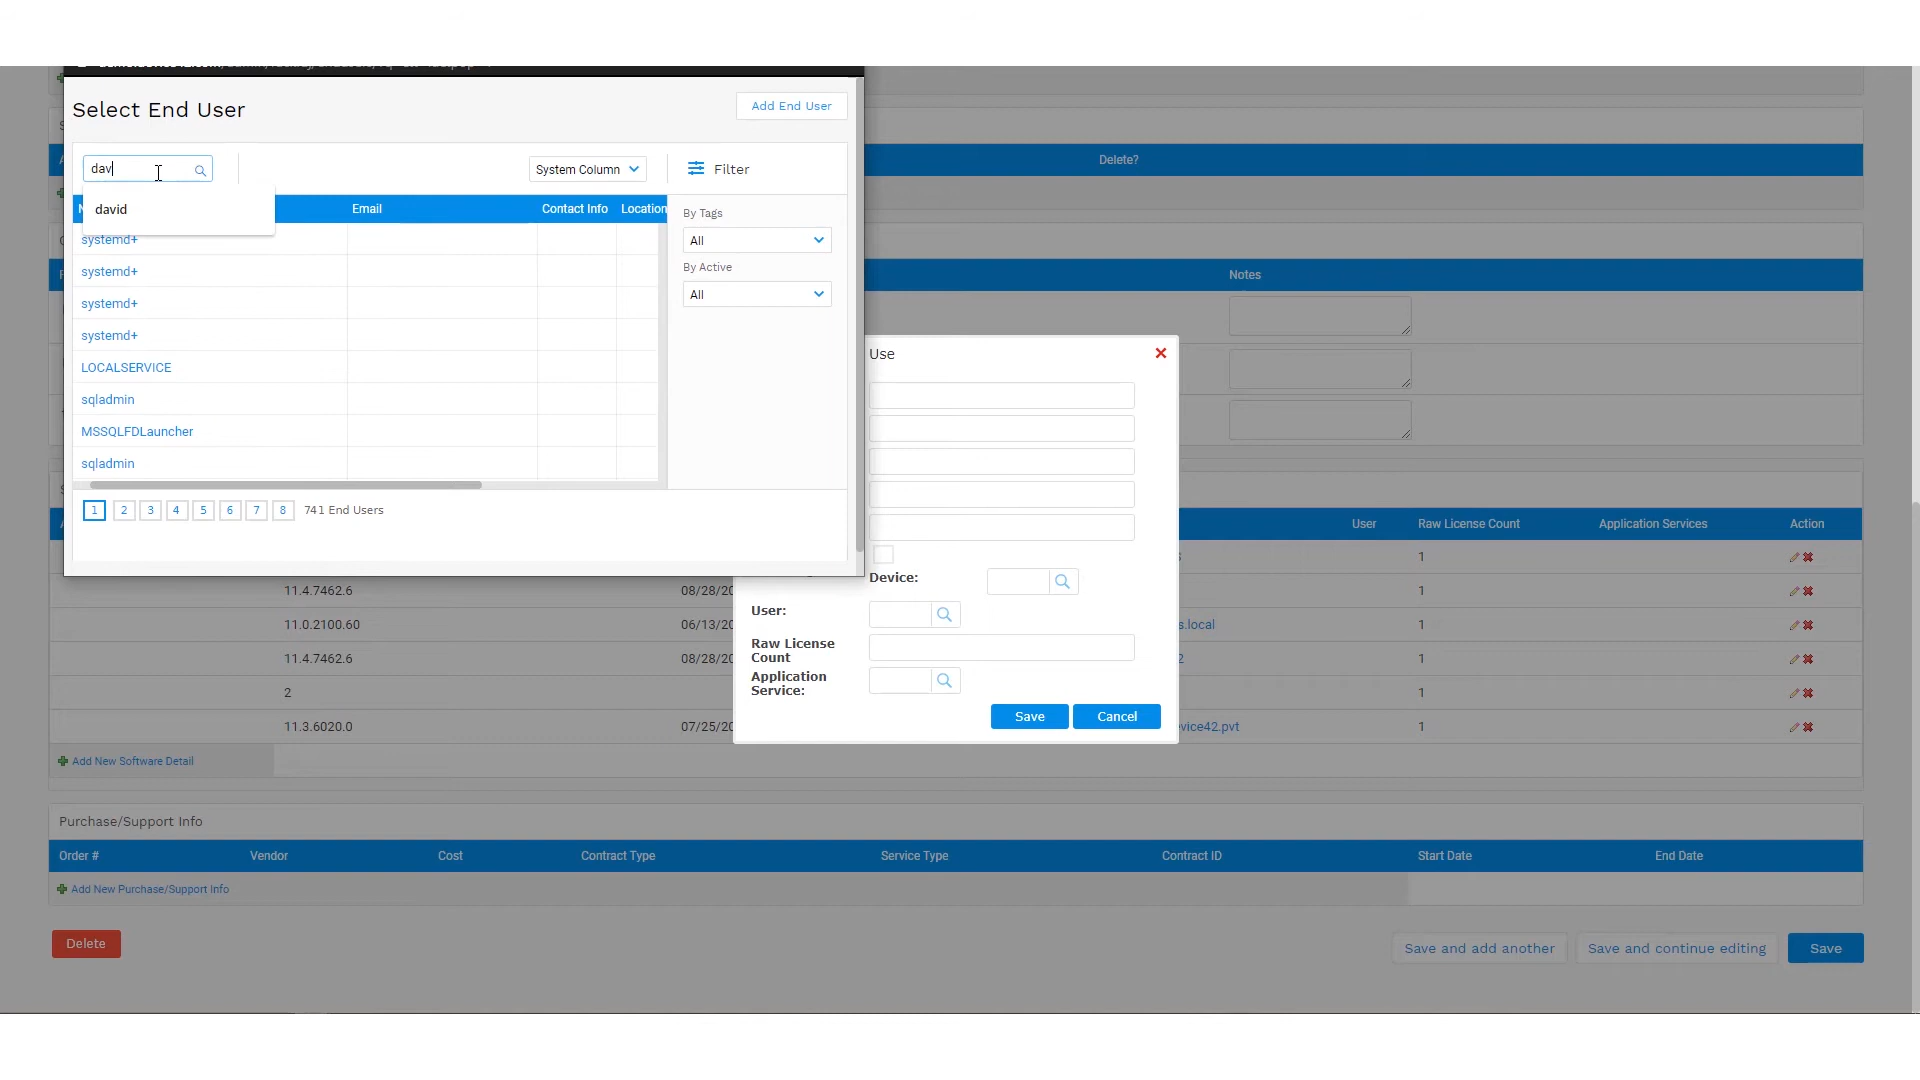 Select End User
Add End User
dav
System Column
Filter
david
Email
Contact Info
Location
By Tags
All
By Active
All
systemd+
systemd+
systemd+
systemd+
LOCALSERVICE
sqladmin
MSSQLFDLauncher
sqladmin
1 2 3 4 5 6 7 8 741 End Users
Delete?
Notes
Use
Device:
User:
Raw License
Count
Application
Service:
Save
Cancel
User
Raw License Count
Application Services
Action
1
11.4.7462.6 08/28/20 1
11.0.2100.60 06/13/20 s.local 1
11.4.7462.6 08/28/20 2 1
2 1
11.3.6020.0 07/25/20 vice42.pvt 1
Add New Software Detail
Purchase/Support Info
Order # Vendor Cost Contract Type Service Type Contract ID Start Date End Date
Add New Purchase/Support Info
Delete
Save and add another
Save and continue editing
Save